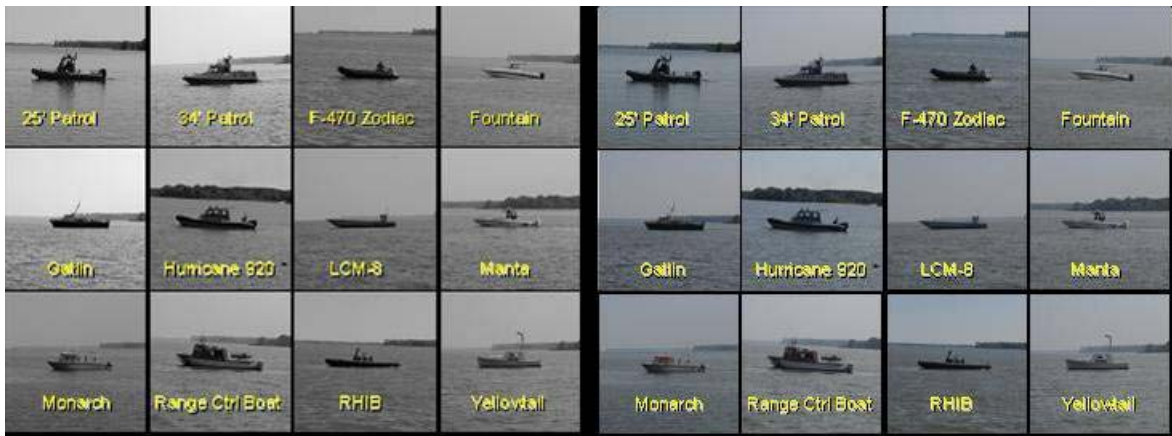 25' Patrol 34' Patrol F-470 Zodiac Fountain 25' Patrol 34' Patrol F-470 Zodiac Fountain
Gatlin Hurricane 920 LCM-8 Manta Gatlin Hurricane 920 LCM-8 Manta
Monarch Range Ctrl Boat RHIB Yellowtail Monarch Range Ctrl Boat RHIB Yellowtail